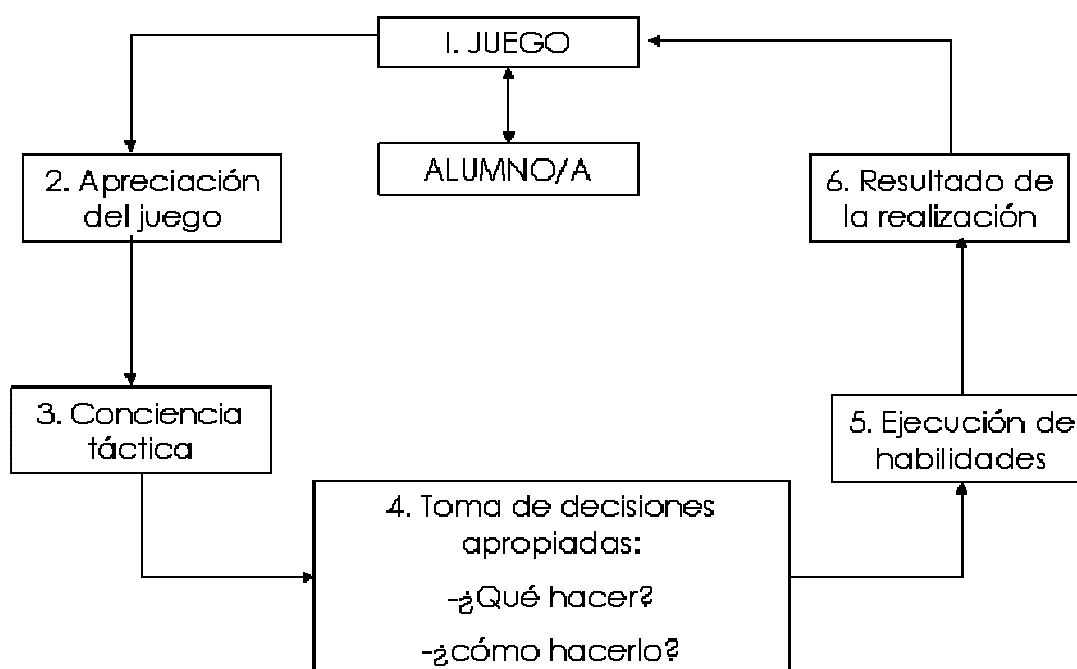 1. JUEGO
ALUMNO/A
2. Apreciación
del juego
3. Conciencia
táctica
4. Toma de decisiones
apropiadas:
-¿Qué hacer?
-¿cómo hacerlo?
5. Ejecución de
habilidades
6. Resultado de
la realización